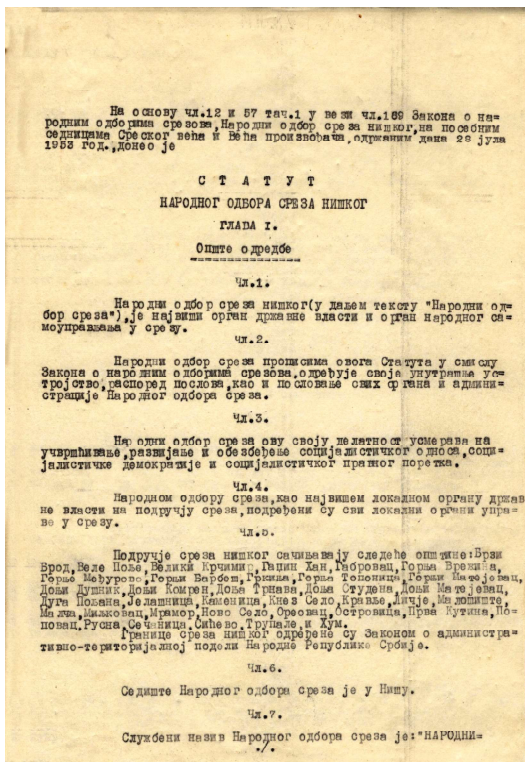 На основу чл.12 и 57 тач.1 у вези чл.189 Закона о на=
родним одборима срезова,Народни одбор среза нишког,на посебним
седницама Среског већа и Већа произвођача,одржаним дана 28 јула
1953 год.,донео је
С Т А Т У Т
НАРОДНОГ ОДБОРА СРЕЗА НИШКОГ
ГЛАВА I.
Опште одредбе
Чл.1.
Народни одбор среза нишког(у даљем тексту "Народни од=
бор среза"),је највиши орган државне власти и орган народног са=
моуправљања у срезу.
Чл.2.
Народни одбор среза прописима овога Статута у смислу
Закона о народним одборима срезова,одређује своја унутрашња ус=
тројство,распоред послова,као и пословање свих органа и админи=
страције Народног одбора среза.
Чл.3.
Народни одбор среза ову своју делатност усмерава на
учвршћивање,развијање и обезбеђење социјалистичког односа,соци=
јалистичке демократије и социјалистичког правног поретка.
Чл.4.
Народном одбору среза,као највишем локалном органу држав
не власти на подручју среза,подређени су сви локални органи упра=
ве у срезу.
Чл.5.
Подручје среза нишког сачињавају следеће општине:Брзи
Брод,Веле Поље,Велики Крчимир,Гаџин Хан,Габровац,Горња Врежина,
Горње Међурово,Горњи Барбеш,Гркиња,Горња Топоница,Горњи Матејевац,
Доњи Душник,Доњи Комрен,Доња Трнава,Доња Студена,Доњи Матејевац,
Дуга Пољана,Јелашница,Каменица,Кнез Село,Кравље,Личје,Малошиште
Малча,Миљковац,Мрамор,Ново Село,Ореовац,Островица,Прва Кутина,По=
повац,Русна,Сечаница,Сићево,Трупале,и Хум.
Границе среза нишког одређене су Законом о администра=
тивно-територијалној подели Народне Републике Србије.
Чл.6.
Седиште Народног одбора среза је у Нишу.
Чл.7.
Службени назив Народног одбора среза је:"НАРОДНИ=
./.